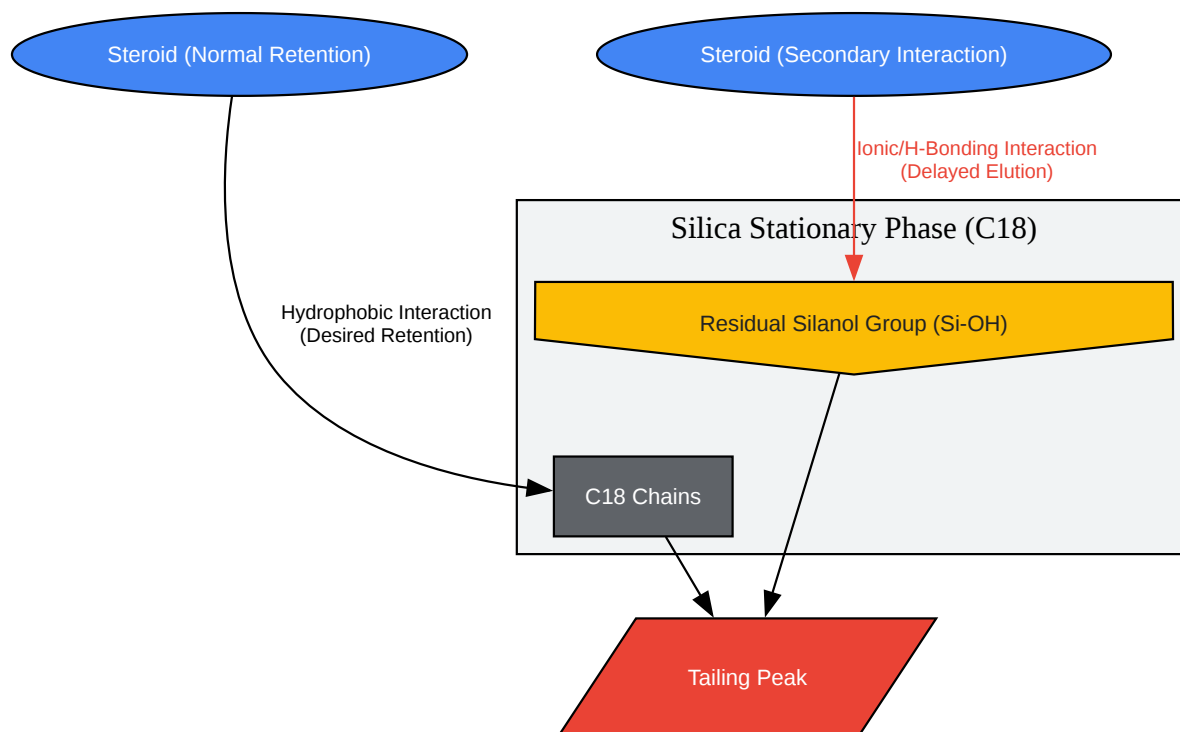 Steroid (Normal Retention)
Steroid (Secondary Interaction)
Ionic/H-Bonding Interaction
(Delayed Elution)
Silica Stationary Phase (C18)
Hydrophobic Interaction
(Desired Retention)
Residual Silanol Group (Si-OH)
C18 Chains
Tailing Peak